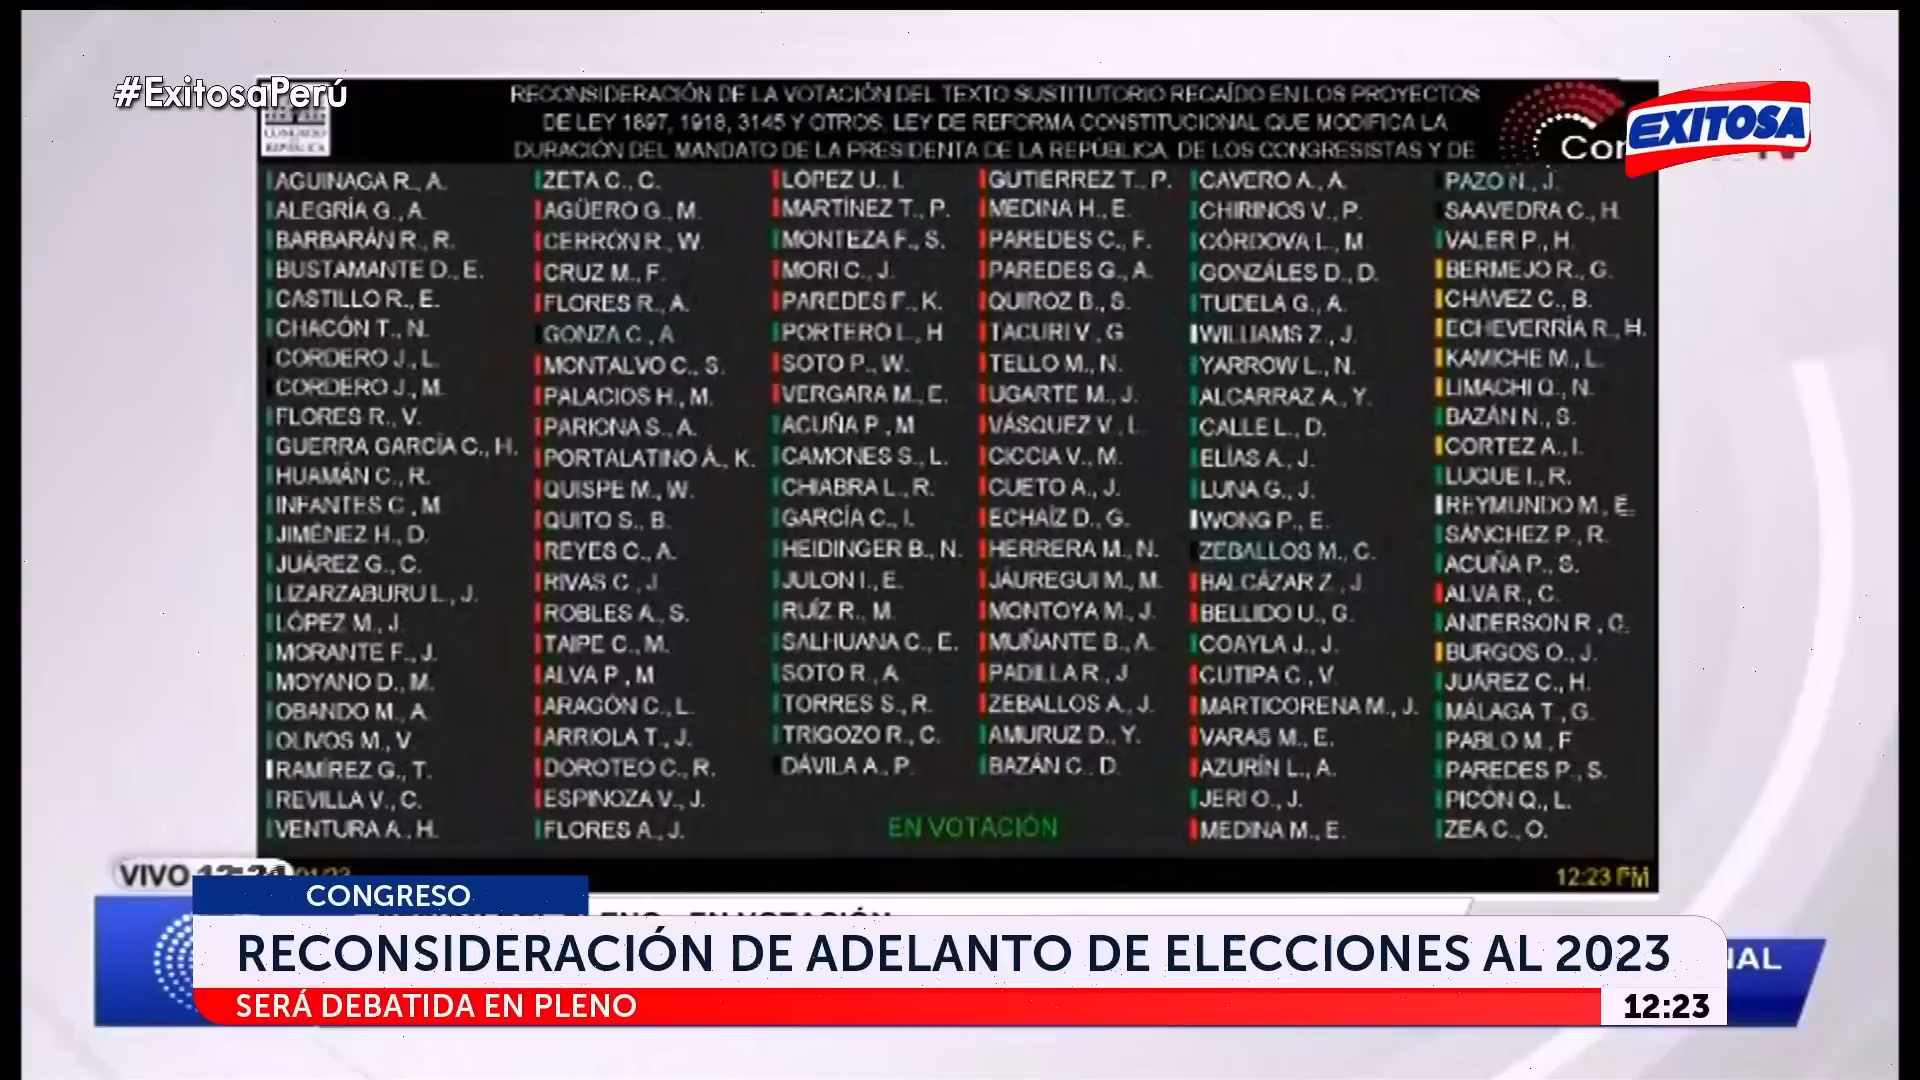 #ExitosaPerú
RECONSIDERACIÓN DE LA VOTACIÓN DEL TEXTO SUSTITUTORIO RECAÍDO EN LOS PROYECTOS
DE LEY 1897, 1918, 3145 Y OTROS, LEY DE REFORMA CONSTITUCIONAL QUE MODIFICA LA
DURACIÓN DEL MANDATO DE LA PRESIDENTA DE LA REPÚBLICA, DE LOS CONGRESISTAS Y DE
CONGRESO
REPÚBLICA
EXITOSA
AGUINAGA R., A.
ALEGRÍA G., A.
BARBARÁN R., R.
BUSTAMANTE D., E.
CASTILLO R., E.
CHACÓN T., N.
CORDERO J., L.
CORDERO J., M.
FLORES R., V.
GUERRA GARCÍA C., H.
HUAMÁN C., R.
INFANTES C., M
JIMÉNEZ H., D.
JUÁREZ G., C.
LIZARZABURU L., J.
LÓPEZ M., J.
MORANTE F., J.
MOYANO D., M.
OBANDO M., A.
OLIVOS M., V
RAMÍREZ G., T.
REVILLA V., C.
VENTURA A., H.
ZETA C., C.
AGÜERO G., M.
CERRÓN R., W.
CRUZ M., F.
FLORES R., A.
GONZA C., A
MONTALVO C., S.
PALACIOS H., M.
PARIONA S., A.
PORTALATINO Á., K.
QUISPE M., W.
QUITO S., B.
REYES C., A.
RIVAS C., J
ROBLES A., S.
TAIPE C., M.
ALVA P., M
ARAGÓN C., L.
ARRIOLA T., J.
DOROTEO C., R.
ESPINOZA V., J.
FLORES A., J.
LÓPEZ U., I.
MARTÍNEZ T., P.
MONTEZA F., S.
MORI C., J.
PAREDES F., K.
PORTERO L., H
SOTO P., W.
VERGARA M., E.
ACUÑA P., M
CAMONES S., L.
CHIABRA L., R.
GARCÍA C., I.
HEIDINGER B., N.
JULON I., E.
RUÍZ R., M.
SALHUANA C., E.
SOTO R., A
TORRES S., R.
TRIGOZO R., C.
DÁVILA A., P.
GUTIERREZ T., P.
MEDINA H., E.
PAREDES C., F.
PAREDES G., A.
QUIROZ B., S.
TACURI V., G
TELLO M., N.
UGARTE M., J.
VÁSQUEZ V., L
CICCIA V., M.
CUETO A., J.
ECHAÍZ D., G.
HERRERA M., N.
JÁUREGUI M., M.
MONTOYA M., J.
MUÑANTE B., A.
PADILLA R., J
ZEBALLOS A., J.
AMURUZ D., Y.
BAZÁN C., D.
CAVERO A., A.
CHIRINOS V., P.
CÓRDOVA L., M.
GONZÁLES D., D.
TUDELA G., A.
WILLIAMS Z., J.
YARROW L., N.
ALCARRAZ A., Y.
CALLE L., D.
ELÍAS A., J.
LUNA G., J.
WONG P., E.
ZEBALLOS M., C.
BALCÁZAR Z., J
BELLIDO U., G.
COAYLA J., J.
CUTIPA C., V
MARTICORENA M., J.
VARAS M., E.
AZURÍN L., A.
JERI O., J.
MEDINA M., E.
PAZO N., J.
SAAVEDRA C., H.
VALER P., H.
BERMEJO R., G.
CHÁVEZ C., B.
ECHEVERRÍA R., H.
KAMICHE M., L.
LIMACHI Q., N.
BAZÁN N., S.
CORTEZ A., I.
LUQUE I., R.
REYMUNDO M., E.
SÁNCHEZ P., R.
ACUÑA P., S.
ALVA R., C.
ANDERSON R., C.
BURGOS O., J.
JUÁREZ C., H.
MÁLAGA T., G.
PABLO M., F
PAREDES P., S.
PICÓN Q., L.
ZEA C., O.
EN VOTACIÓN
12:23 PM
VIVO
CONGRESO
EN VOTACIÓN
RECONSIDERACIÓN DE ADELANTO DE ELECCIONES AL 2023
SERÁ DEBATIDA EN PLENO
12:23